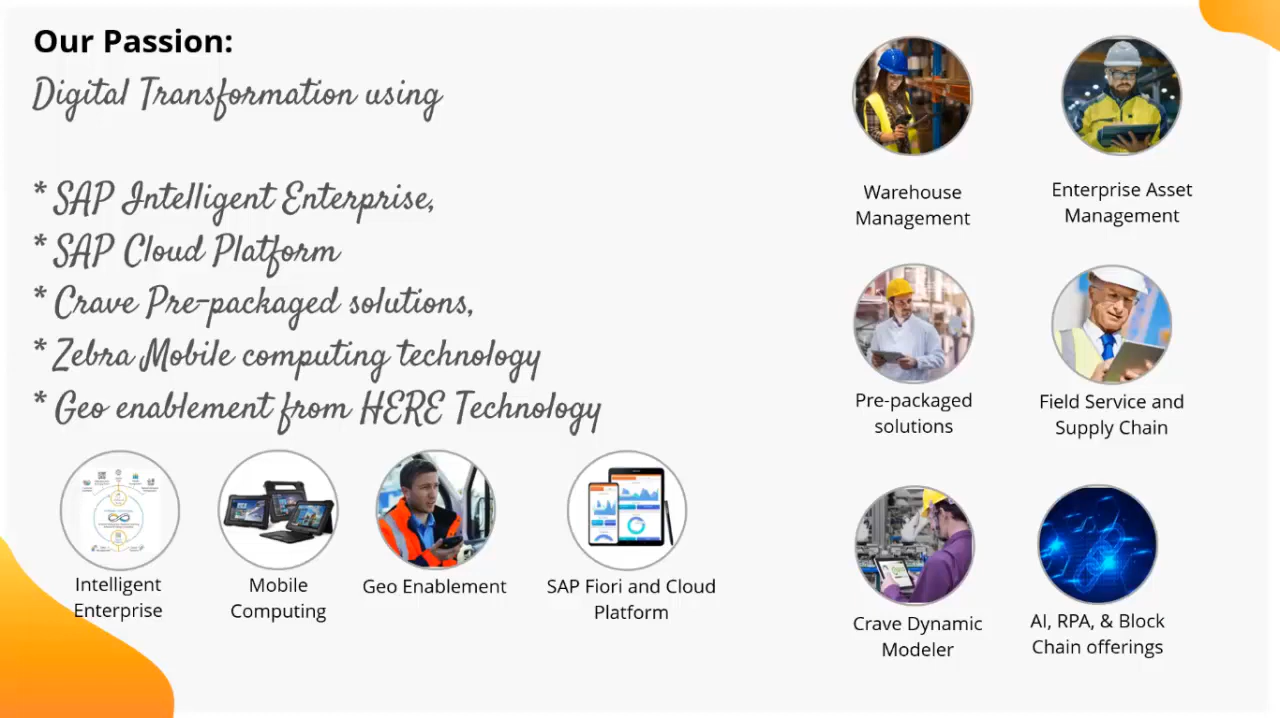 Our Passion:
Digital Transformation using
* SAP Intelligent Enterprise,
* SAP Cloud Platform
* Crave Pre-packaged solutions,
* Zebra Mobile computing technology
* Geo enablement from HERE Technology
Intelligent
Enterprise
Mobile
Computing
Geo Enablement
SAP Fiori and Cloud
Platform
Warehouse
Management
Enterprise Asset
Management
Pre-packaged
solutions
Field Service and
Supply Chain
Crave Dynamic
Modeler
AI, RPA, & Block
Chain offerings